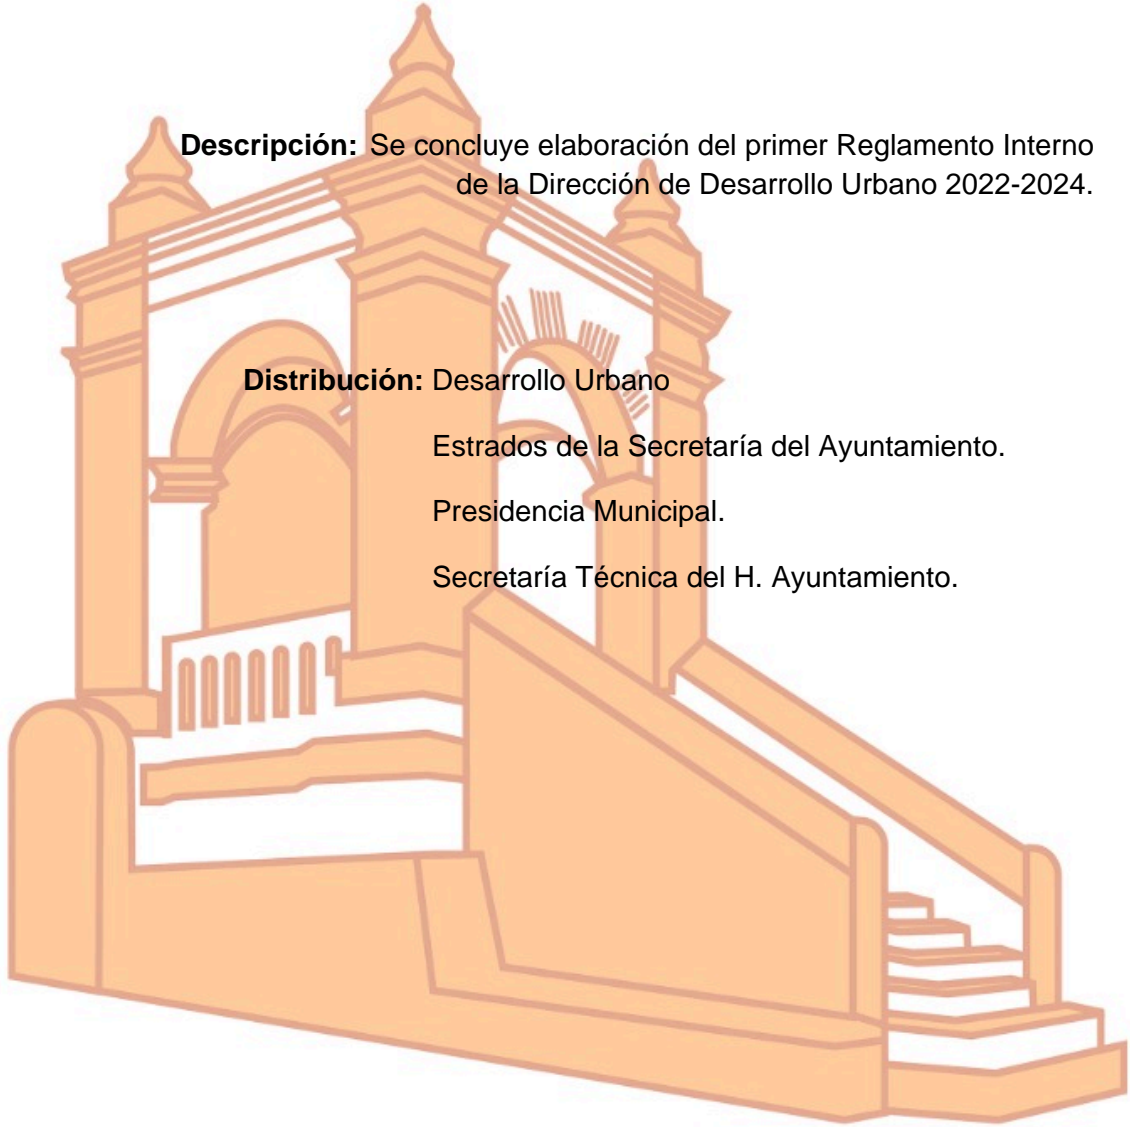 Descripción: Se concluye elaboración del primer Reglamento Interno
de la Dirección de Desarrollo Urbano 2022-2024.
Distribución: Desarrollo Urbano
Estrados de la Secretaría del Ayuntamiento.
Presidencia Municipal.
Secretaría Técnica del H. Ayuntamiento.